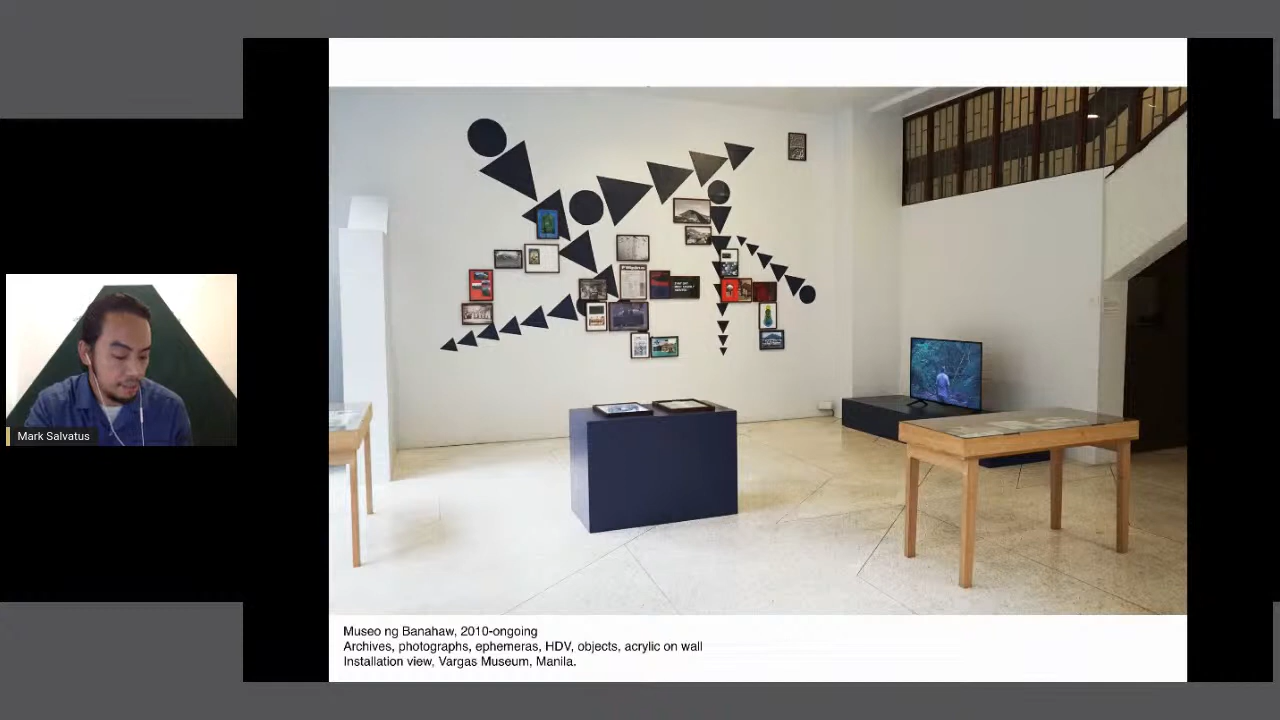 Mark Salvatus
Museo ng Banahaw, 2010-ongoing
Archives, photographs, ephemeras, HDV, objects, acrylic on wall
Installation view, Vargas Museum, Manila.